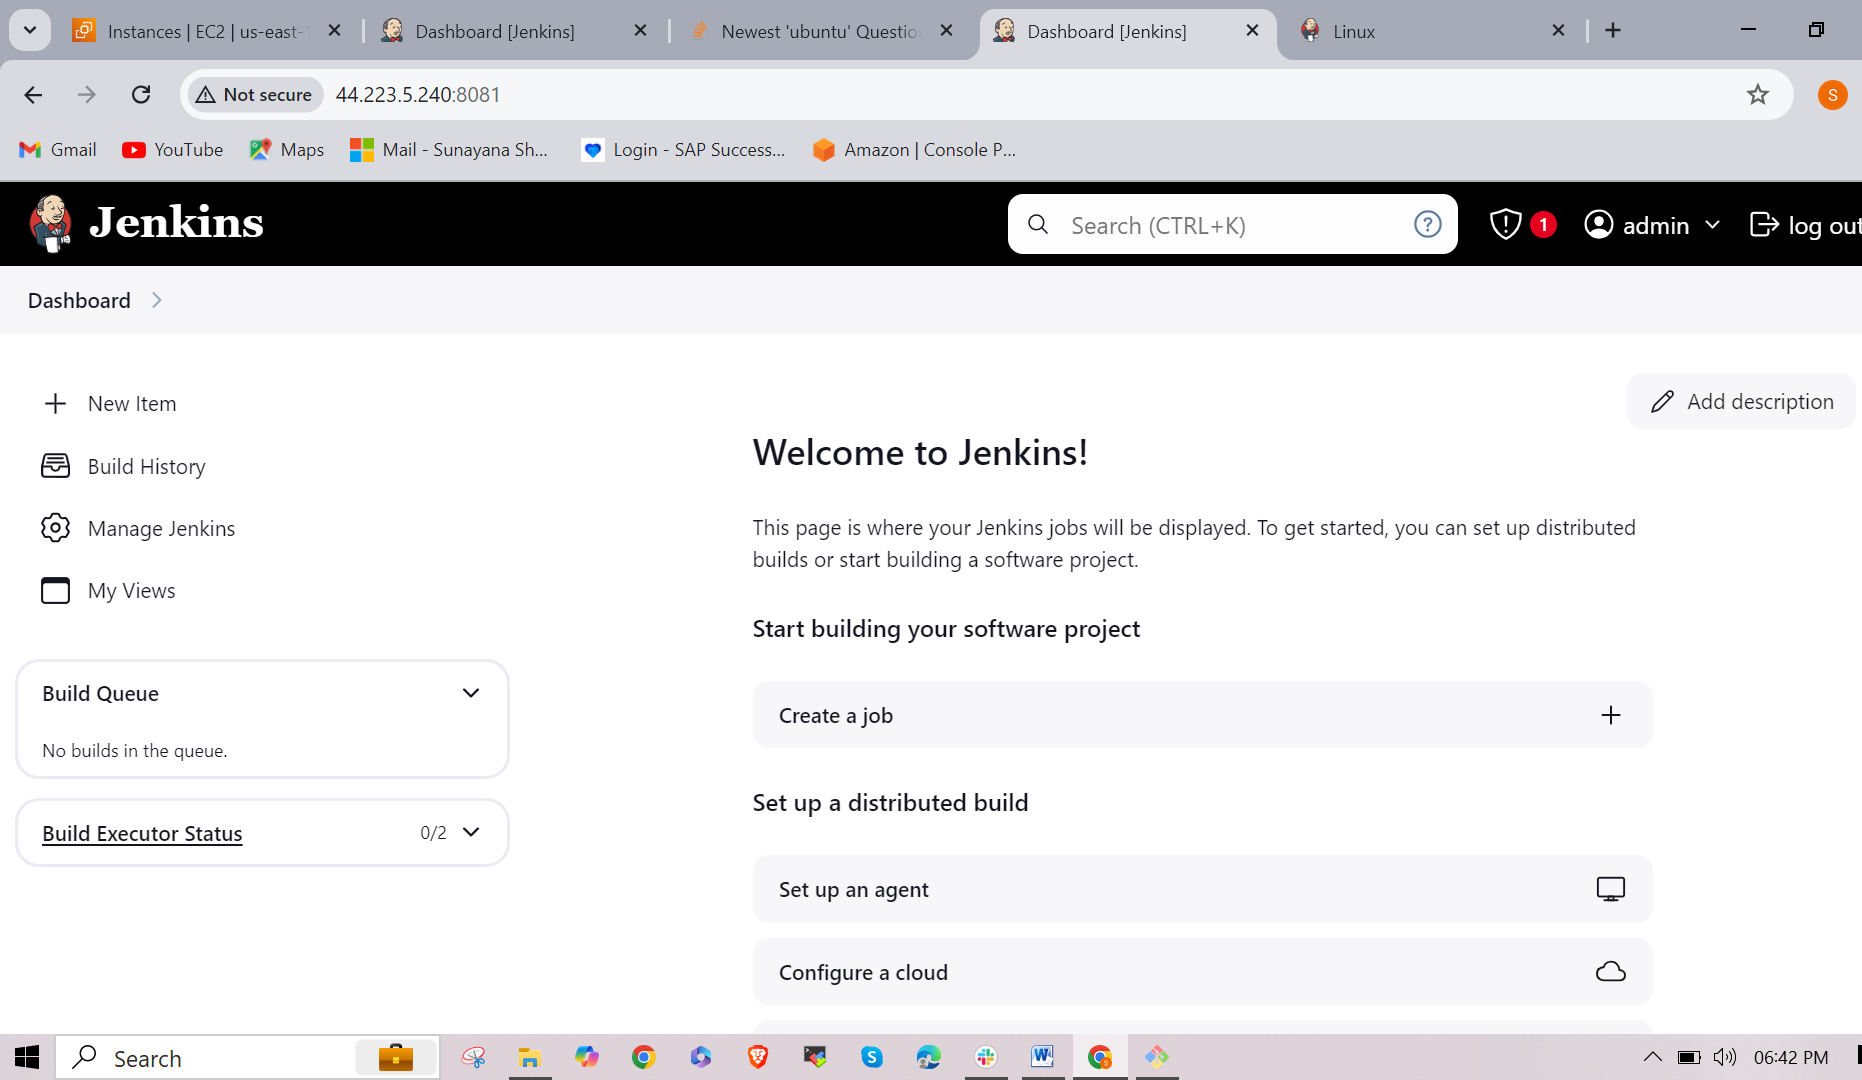 Instances | EC2 | us-east-
Dashboard [Jenkins]
Newest 'ubuntu' Questio
Dashboard [Jenkins]
Linux
Not secure
44.223.5.240:8081
S
Gmail
YouTube
Maps
Mail - Sunayana Sh...
Login - SAP Success...
Amazon | Console P...
Jenkins
Search (CTRL+K)
?
1
admin
log out
Dashboard
New Item
Build History
Manage Jenkins
My Views
Add description
Welcome to Jenkins!
This page is where your Jenkins jobs will be displayed. To get started, you can set up distributed
builds or start building a software project.
Start building your software project
Build Queue
No builds in the queue.
Create a job
Set up a distributed build
Build Executor Status
0/2
Set up an agent
Configure a cloud
Search
06:42 PM